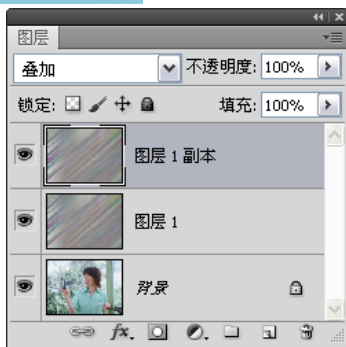 图层
叠加 不透明度: 100%
锁定: 填充: 100%
图层 1 副本
图层 1
背景
fx.